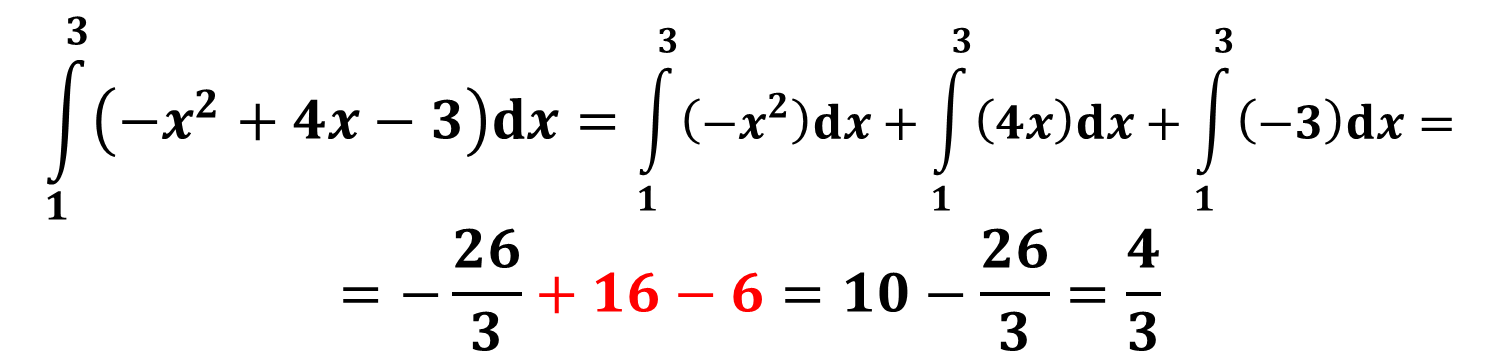 ∫₁³(−x² + 4x − 3)dx = ∫₁³(−x²)dx + ∫₁³(4x)dx + ∫₁³(−3)dx =
= −26/3 + 16 − 6 = 10 − 26/3 = 4/3